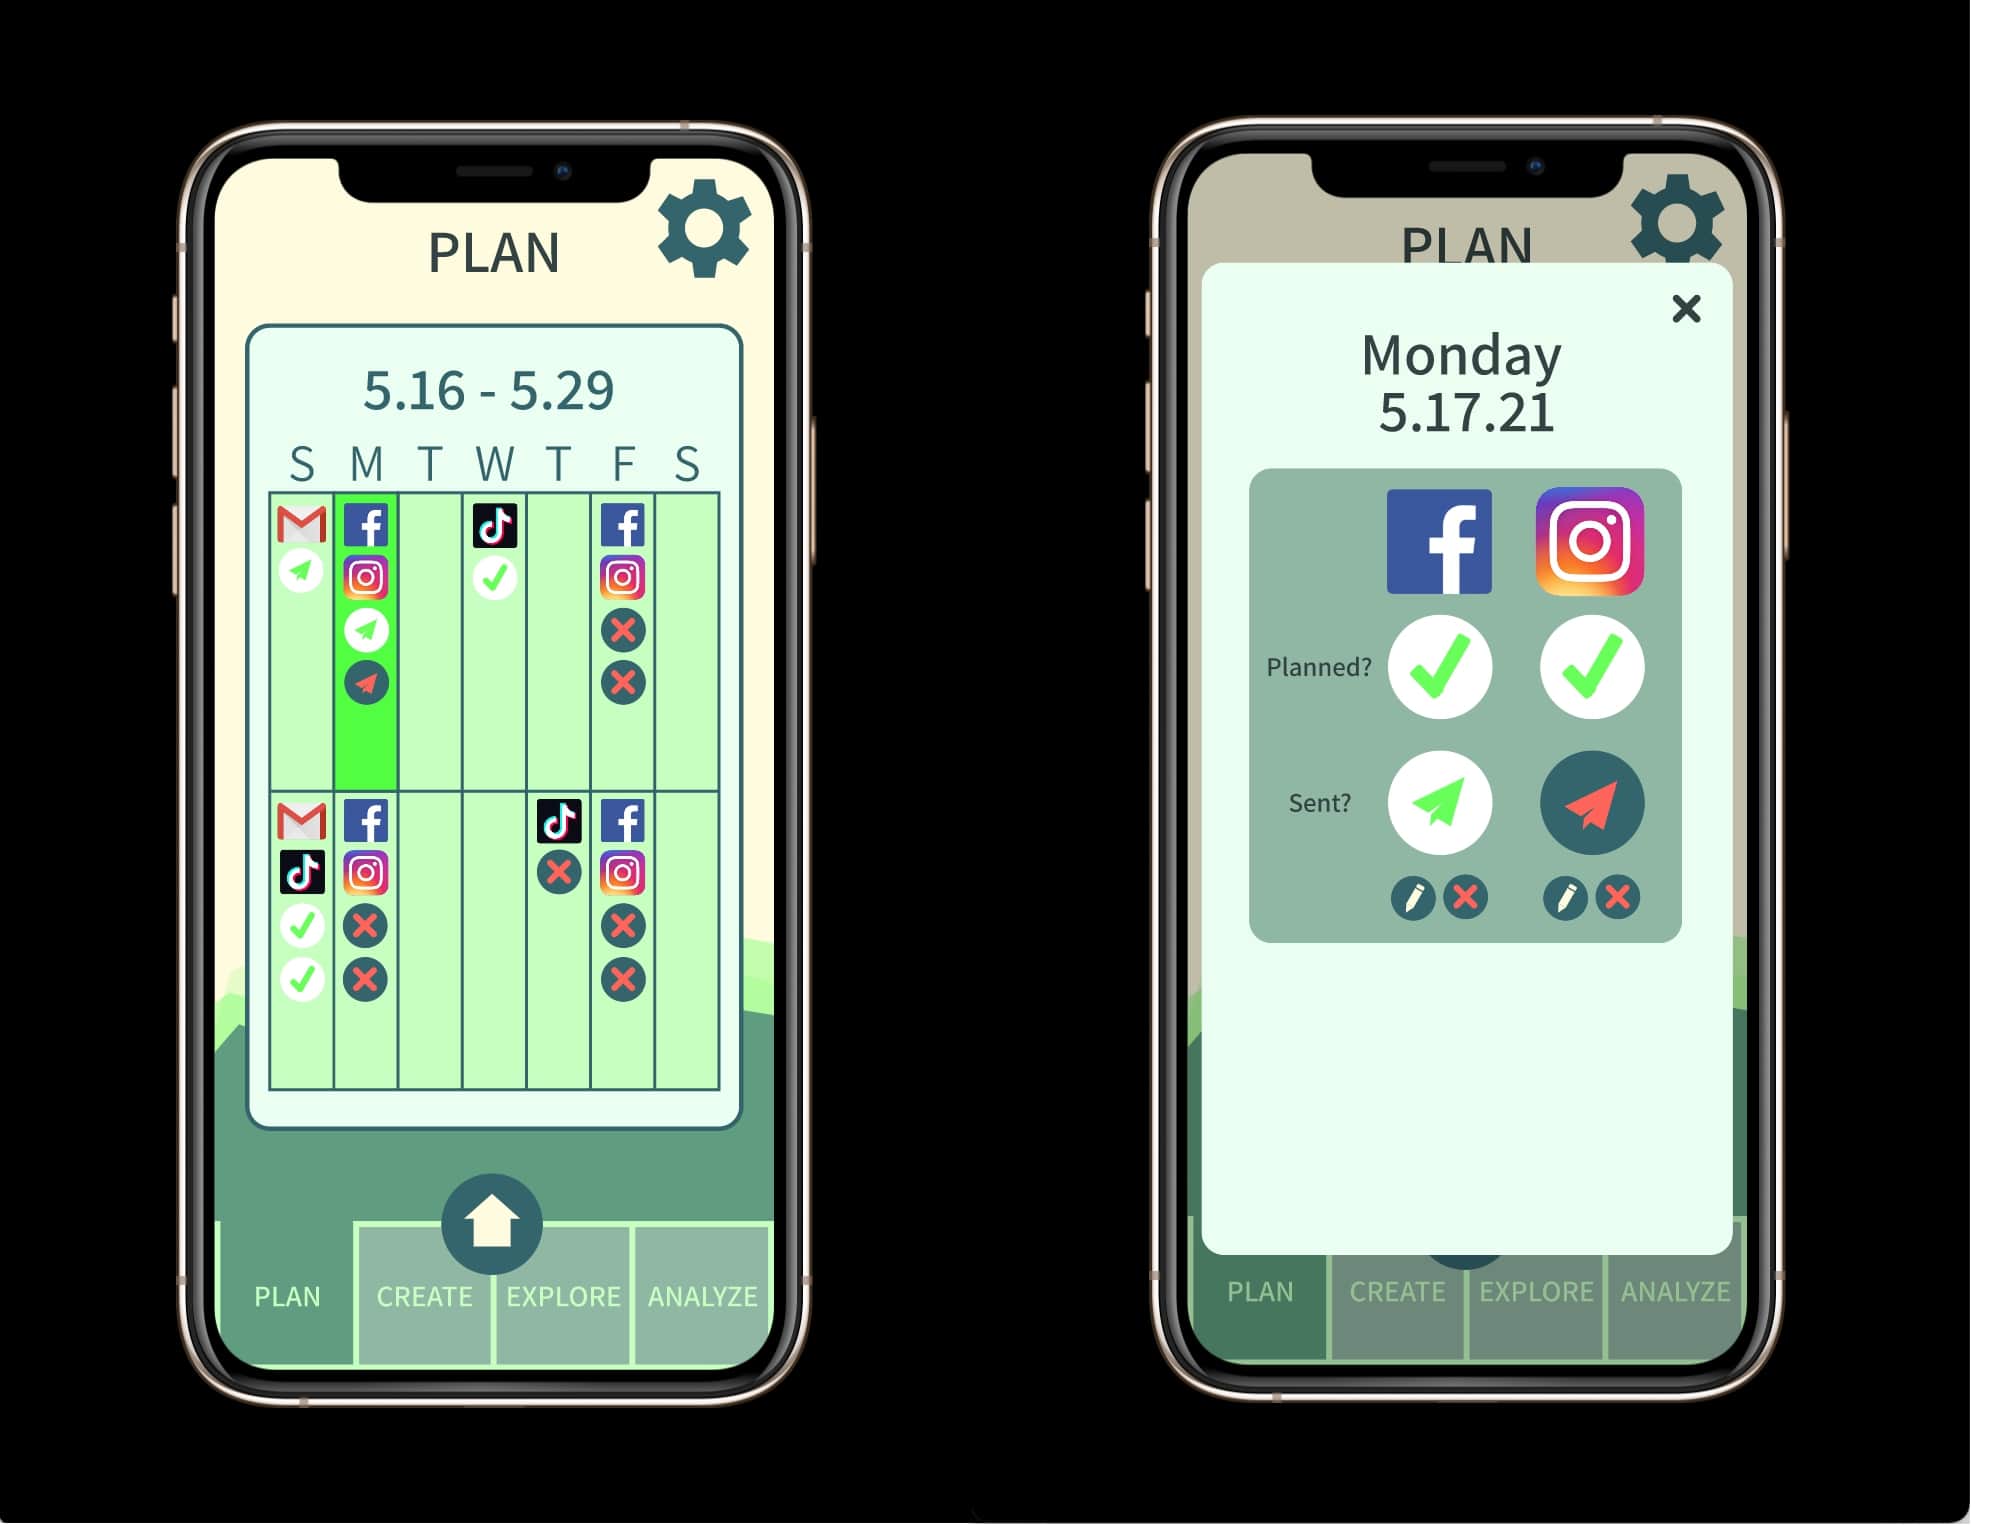 PLAN
5.16 - 5.29
S M T W T F S
PLAN CREATE EXPLORE ANALYZE
PLAN
Monday
5.17.21
Planned?
Sent?
PLAN CREATE EXPLORE ANALYZE